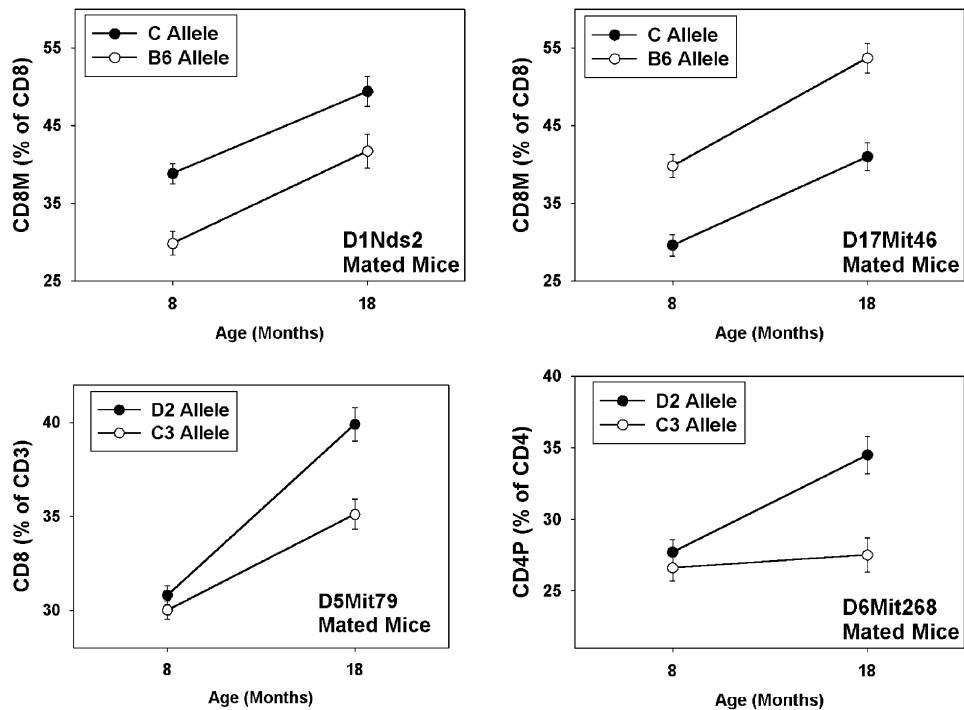 C Allele
B6 Allele
CD8M (% of CD8)
55
45
35
25
D1Nds2
Mated Mice
8
18
Age (Months)
C Allele
B6 Allele
CD8M (% of CD8)
55
45
35
25
D17Mit46
Mated Mice
8
18
Age (Months)
D2 Allele
C3 Allele
CD8 (% of CD3)
40
35
30
D5Mit79
Mated Mice
8
18
Age (Months)
D2 Allele
C3 Allele
CD4P (% of CD4)
40
35
30
25
D6Mit268
Mated Mice
8
18
Age (Months)